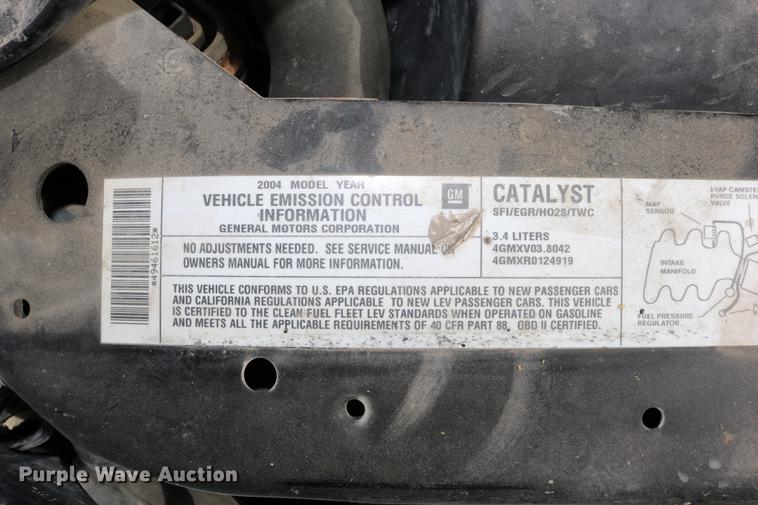 2004 MODEL YEAR
VEHICLE EMISSION CONTROL
INFORMATION
GENERAL MOTORS CORPORATION
GM
NO ADJUSTMENTS NEEDED. SEE SERVICE MANUAL OR
OWNERS MANUAL FOR MORE INFORMATION.
CATALYST
SFI/EGR/HO2S/TWC
3.4 LITERS
4GMXV03.8042
4GMXR0124919
THIS VEHICLE CONFORMS TO U.S. EPA REGULATIONS APPLICABLE TO NEW PASSENGER CARS
AND CALIFORNIA REGULATIONS APPLICABLE TO NEW LEV PASSENGER CARS. THIS VEHICLE
IS CERTIFIED TO THE CLEAN FUEL FLEET LEV STANDARDS WHEN OPERATED ON GASOLINE
AND MEETS ALL THE APPLICABLE REQUIREMENTS OF 40 CFR PART 88. OBD II CERTIFIED.
*49461612*
MAP
SENSOR
EVAP CANISTE
PURGE SOLEN
VALVE
INTAKE
MANIFOLD
FUEL PRESSURE
REGULATOR
Purple Wave Auction